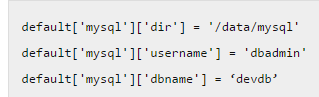 default['mysql']['dir'] = '/data/mysql'
default['mysql']['username'] = 'dbadmin'
default['mysql']['dbname'] = ‘devdb’